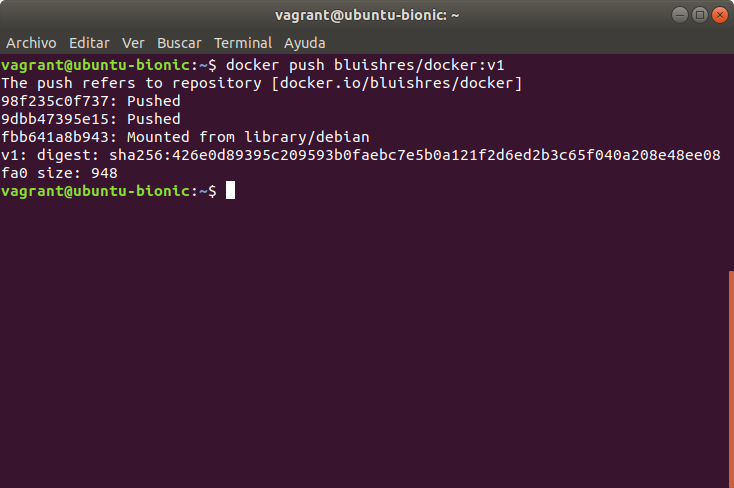 vagrant@ubuntu-bionic: ~
Archivo Editar Ver Buscar Terminal Ayuda
vagrant@ubuntu-bionic:~$ docker push bluishres/docker:v1
The push refers to repository [docker.io/bluishres/docker]
98f235c0f737: Pushed
9dbb47395e15: Pushed
fbb641a8b943: Mounted from library/debian
v1: digest: sha256:426e0d89395c209593b0faebc7e5b0a121f2d6ed2b3c65f040a208e48ee08
fa0 size: 948
vagrant@ubuntu-bionic:~$